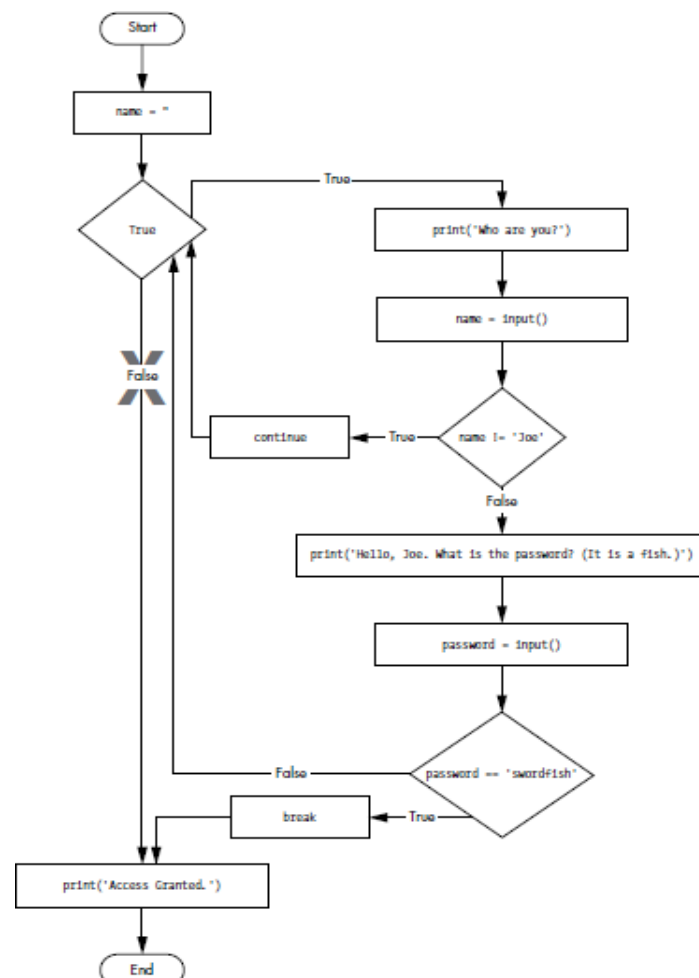 Start
name = ''
True
True
print('Who are you?')
name = input()
False
name != 'Joe'
True
continue
False
print('Hello, Joe. What is the password? (It is a fish.)')
password = input()
password == 'swordfish'
False
True
break
print('Access Granted.')
End